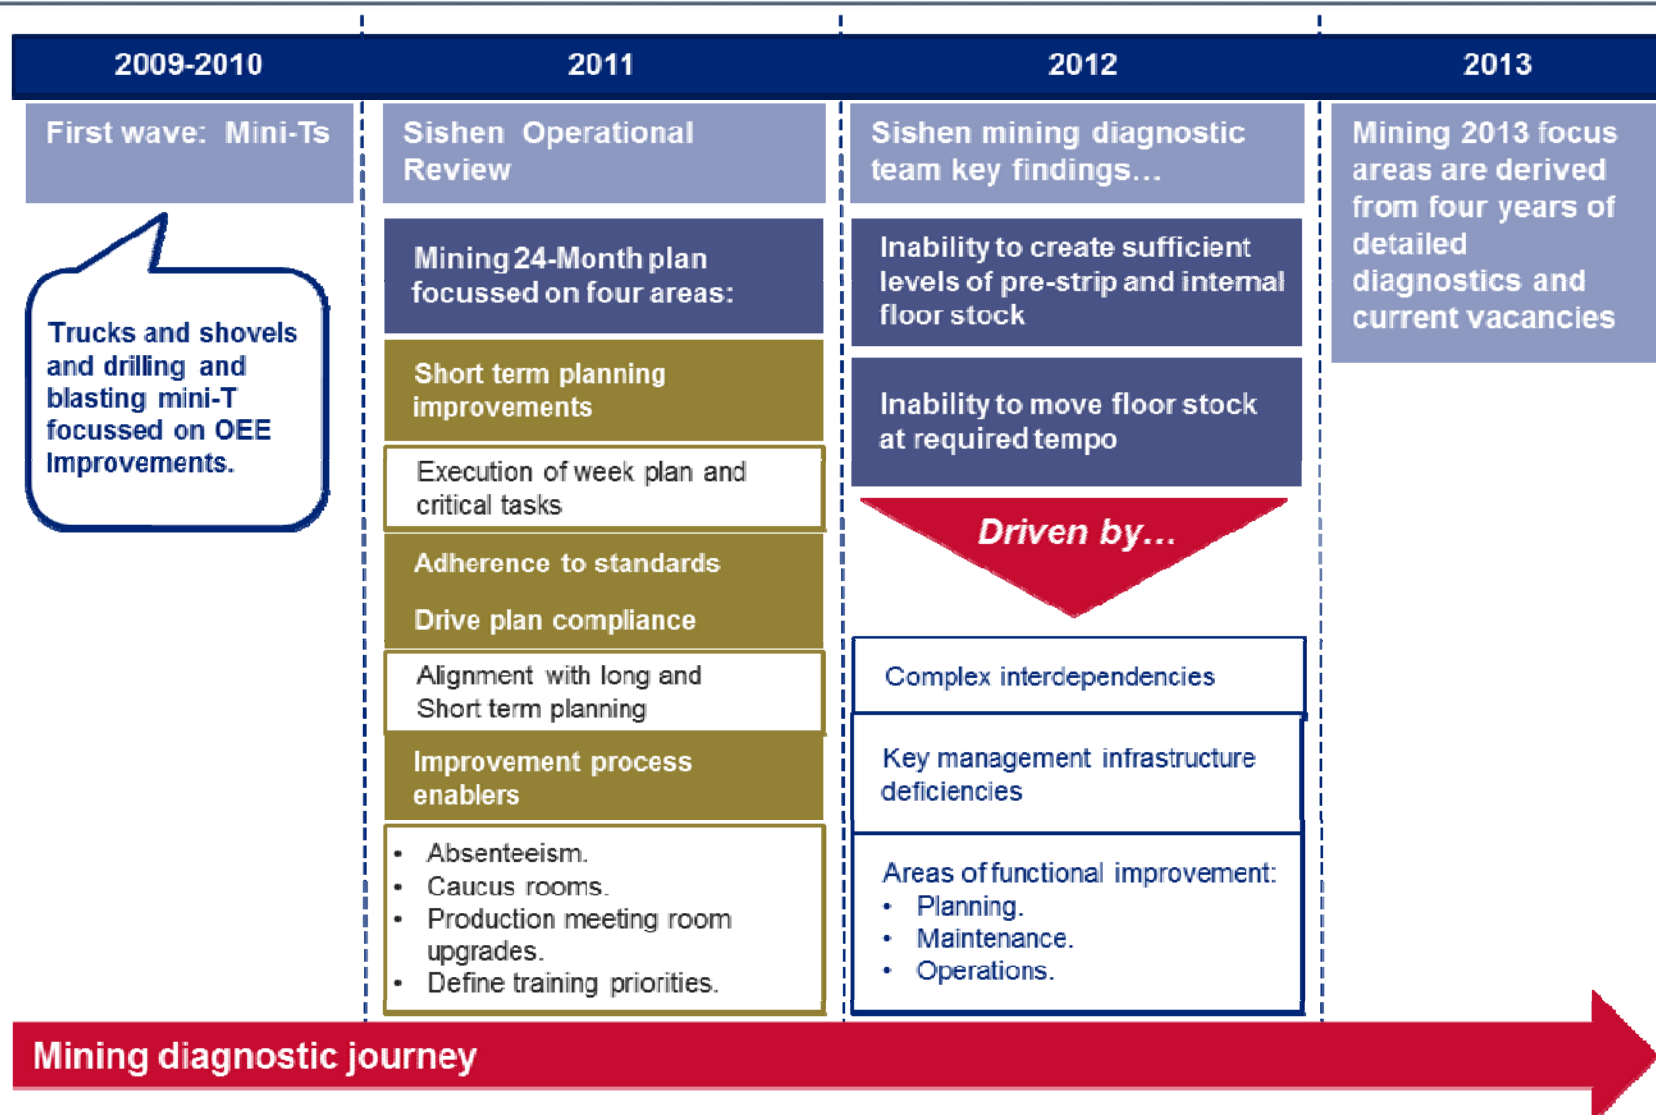 2009-2010
2011
2012
2013
First wave: Mini-Ts
Trucks and shovels
and drilling and
blasting mini-T
focussed on OEE
Improvements.
Sishen Operational
Review
Mining 24-Month plan
focussed on four areas:
Short term planning
improvements
Execution of week plan and
critical tasks
Adherence to standards
Drive plan compliance
Alignment with long and
Short term planning
Improvement process
enablers
• Absenteeism.
• Caucus rooms.
• Production meeting room
upgrades.
• Define training priorities.
Sishen mining diagnostic
team key findings…
Inability to create sufficient
levels of pre-strip and internal
floor stock
Inability to move floor stock
at required tempo
Driven by…
Complex interdependencies
Key management infrastructure
deficiencies
Areas of functional improvement:
• Planning.
• Maintenance.
• Operations.
Mining 2013 focus
areas are derived
from four years of
detailed
diagnostics and
current vacancies
Mining diagnostic journey